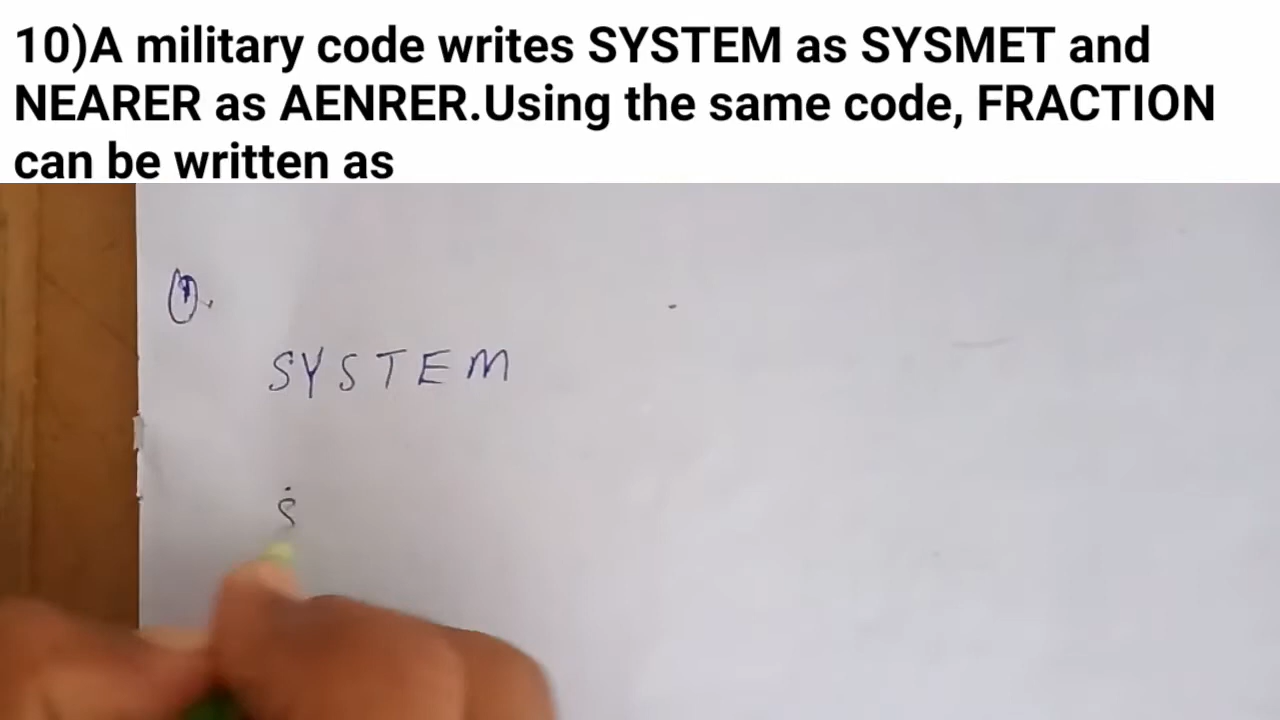 10)A military code writes SYSTEM as SYSMET and
NEARER as AENRER.Using the same code, FRACTION
can be written as
SYSTEM
S